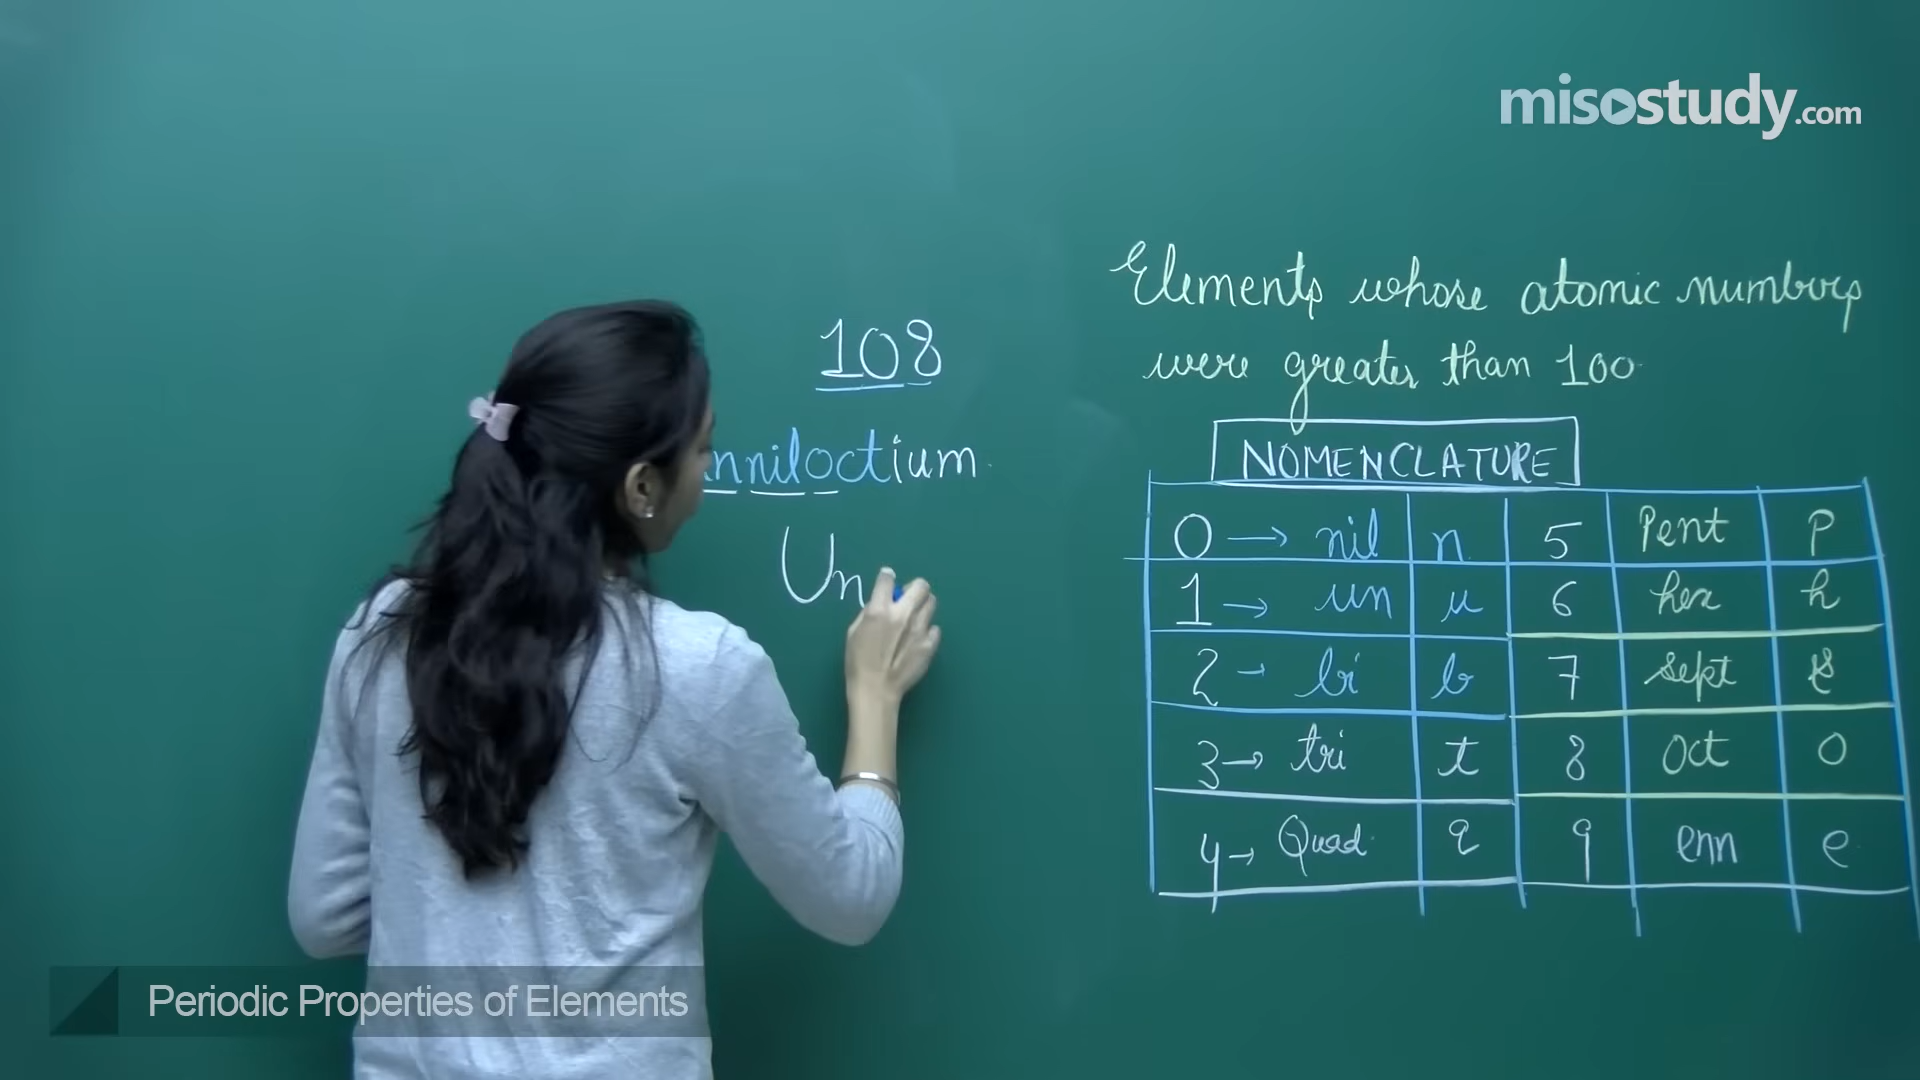 misostudy.com
Elements whose atomic numbers
were greater than 100
108
nniloctium
Un
NOMENCLATURE
0 → nil n 5 Pent P
1 → un u 6 hex h
2 → bi b 7 sept s
3 → tri t 8 Oct O
4 → Quad q 9 enn e
Periodic Properties of Elements